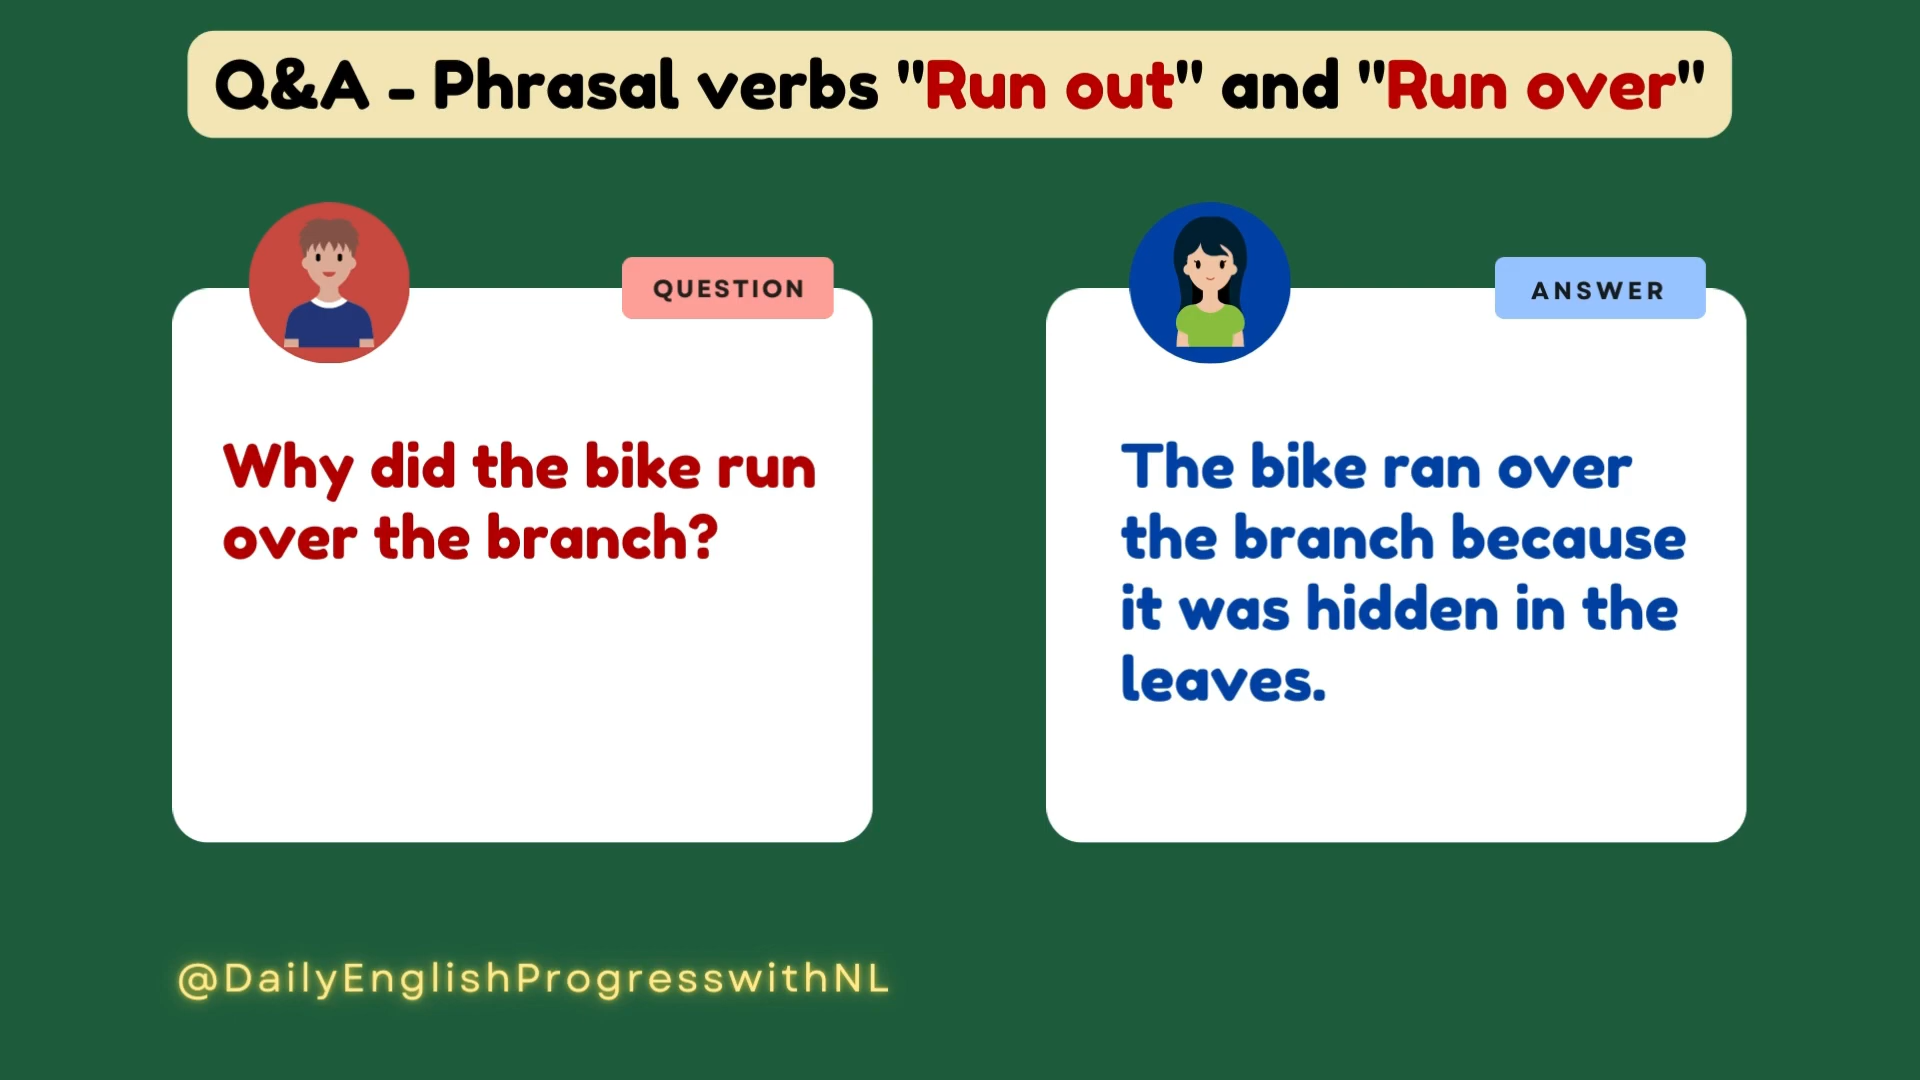 Q&A - Phrasal verbs "Run out" and "Run over"
QUESTION
Why did the bike run
over the branch?
ANSWER
The bike ran over
the branch because
it was hidden in the
leaves.
@DailyEnglishProgresswithNL